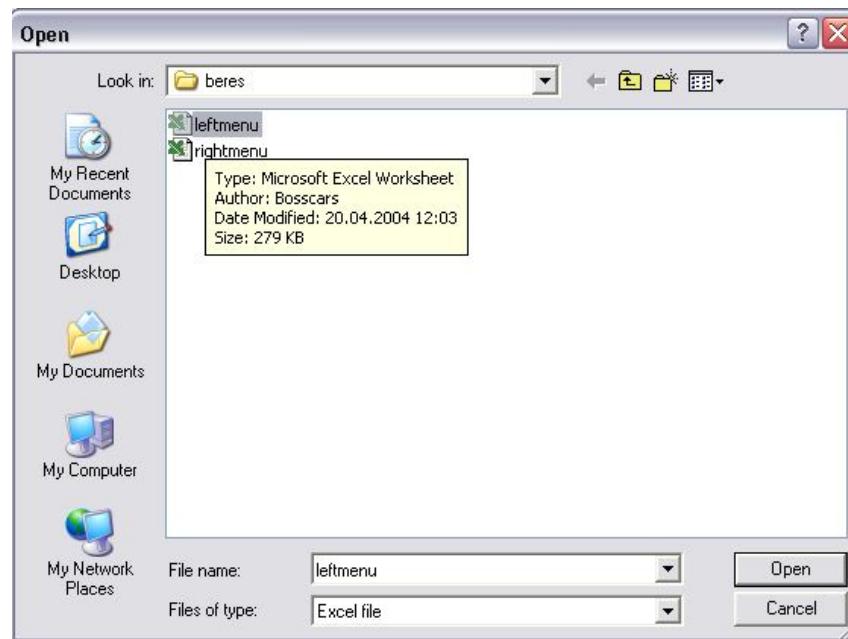 Open
Look in: beres
leftmenu
rightmenu
Type: Microsoft Excel Worksheet
Author: Bosscars
Date Modified: 20.04.2004 12:03
Size: 279 KB
My Recent
Documents
Desktop
My Documents
My Computer
My Network
Places
File name: leftmenu Open
Files of type: Excel file Cancel